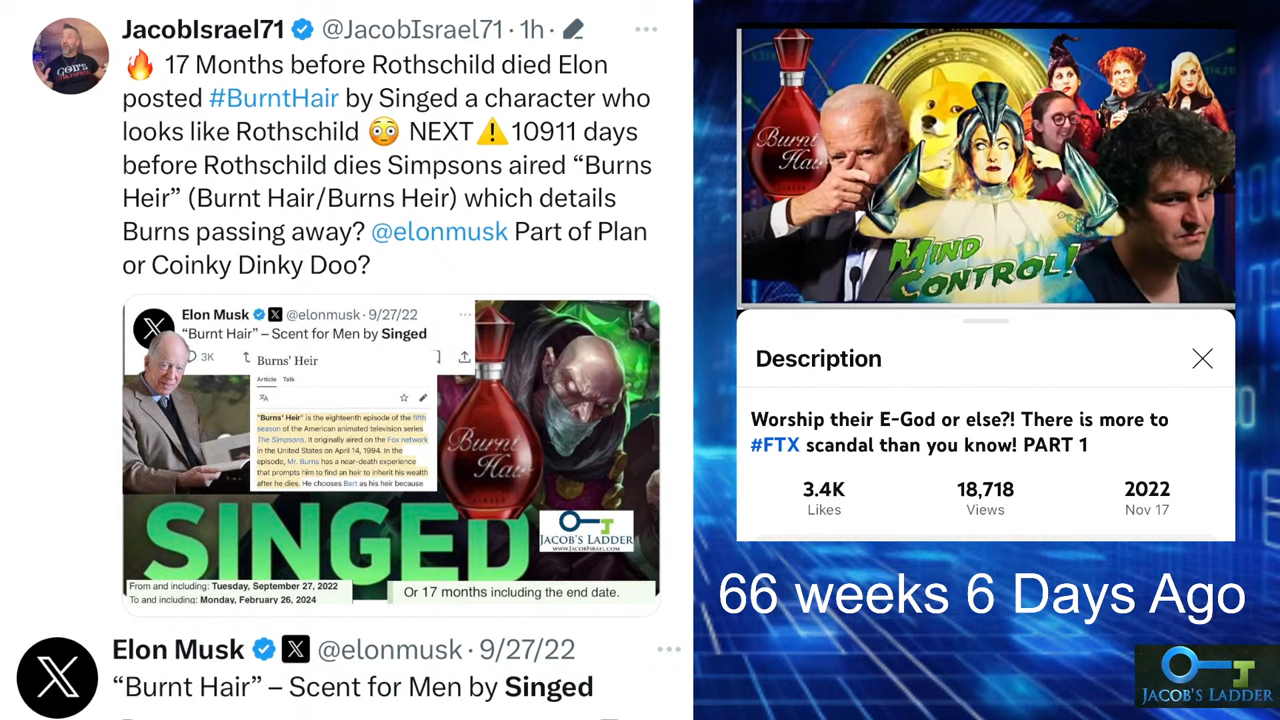 JacobIsrael71 @JacobIsrael71 · 1h ·
🔥 17 Months before Rothschild died Elon
posted #BurntHair by Singed a character who
looks like Rothschild 😳 NEXT⚠️10911 days
before Rothschild dies Simpsons aired “Burns
Heir” (Burnt Hair/Burns Heir) which details
Burns passing away? @elonmusk Part of Plan
or Coinky Dinky Doo?
Elon Musk @elonmusk · 9/27/22
“Burnt Hair” – Scent for Men by Singed
3K
Burns' Heir
Article Talk
"Burns' Heir" is the eighteenth episode of the fifth
season of the American animated television series
The Simpsons. It originally aired on the Fox network
in the United States on April 14, 1994. In the
episode, Mr. Burns has a near-death experience
that prompts him to find an heir to inherit his wealth
after he dies. He chooses Bart as his heir because
Burnt
Hair
SINGED
JACOB'S LADDER
www.JacobIsrael.com
From and including: Tuesday, September 27, 2022
To and including: Monday, February 26, 2024
Or 17 months including the end date.
Elon Musk @elonmusk · 9/27/22
“Burnt Hair” – Scent for Men by Singed
Burnt
Hair
MIND
CONTROL!
Description
Worship their E-God or else?! There is more to
#FTX scandal than you know! PART 1
3.4K 18,718 2022
Likes Views Nov 17
66 weeks 6 Days Ago
JACOB'S LADDER